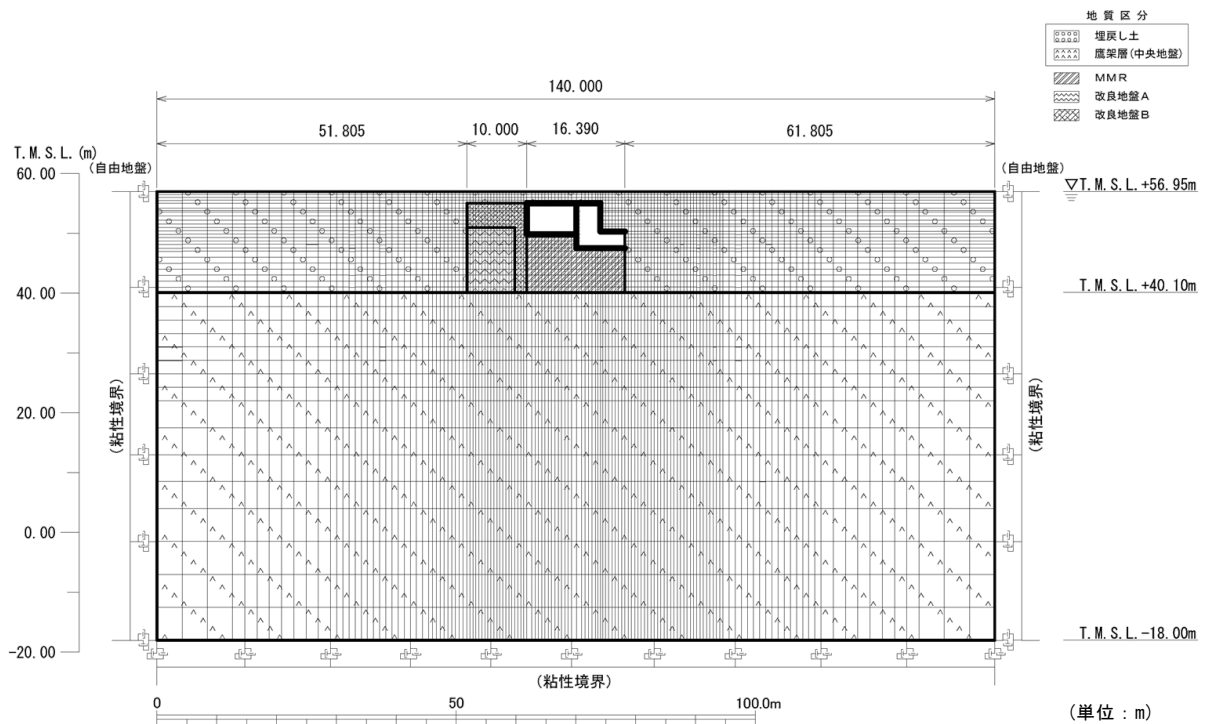 地質区分
埋戻し土
鷹架層(中央地盤)
MMR
改良地盤A
改良地盤B
140.000
51.805
10.000
16.390
61.805
T.M.S.L.(m)
(自由地盤)
(自由地盤)
60.00
▽T.M.S.L.+56.95m
40.00
T.M.S.L.+40.10m
20.00
(粘性境界)
(粘性境界)
0.00
T.M.S.L.-18.00m
-20.00
(粘性境界)
0
50
100.0m
(単位:m)